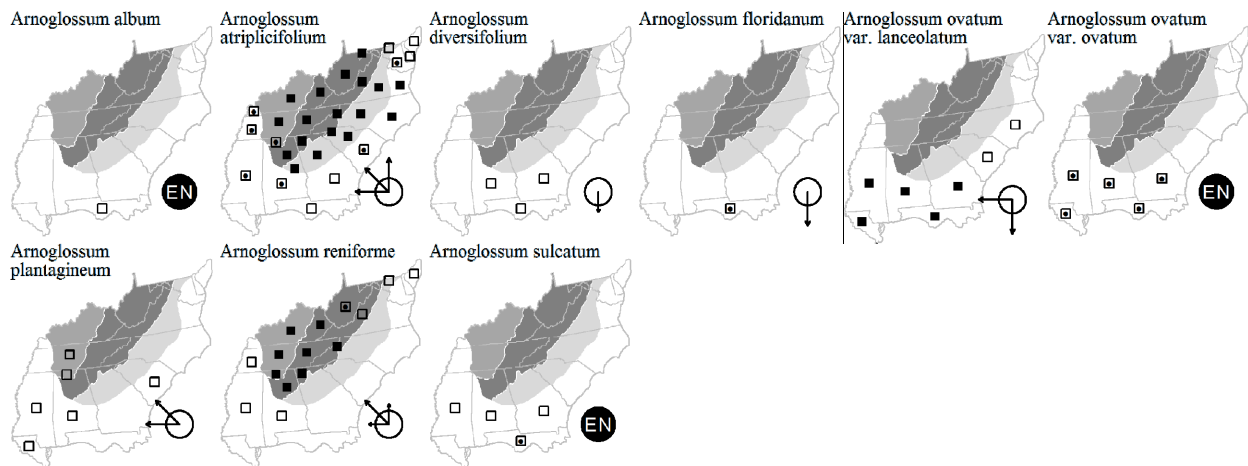 Arnoglossum album
Arnoglossum
atriplicifolium
Arnoglossum
diversifolium
Arnoglossum floridanum
Arnoglossum ovatum
var. lanceolatum
Arnoglossum ovatum
var. ovatum
EN
EN
Arnoglossum
plantagineum
Arnoglossum reniforme
Arnoglossum sulcatum
EN